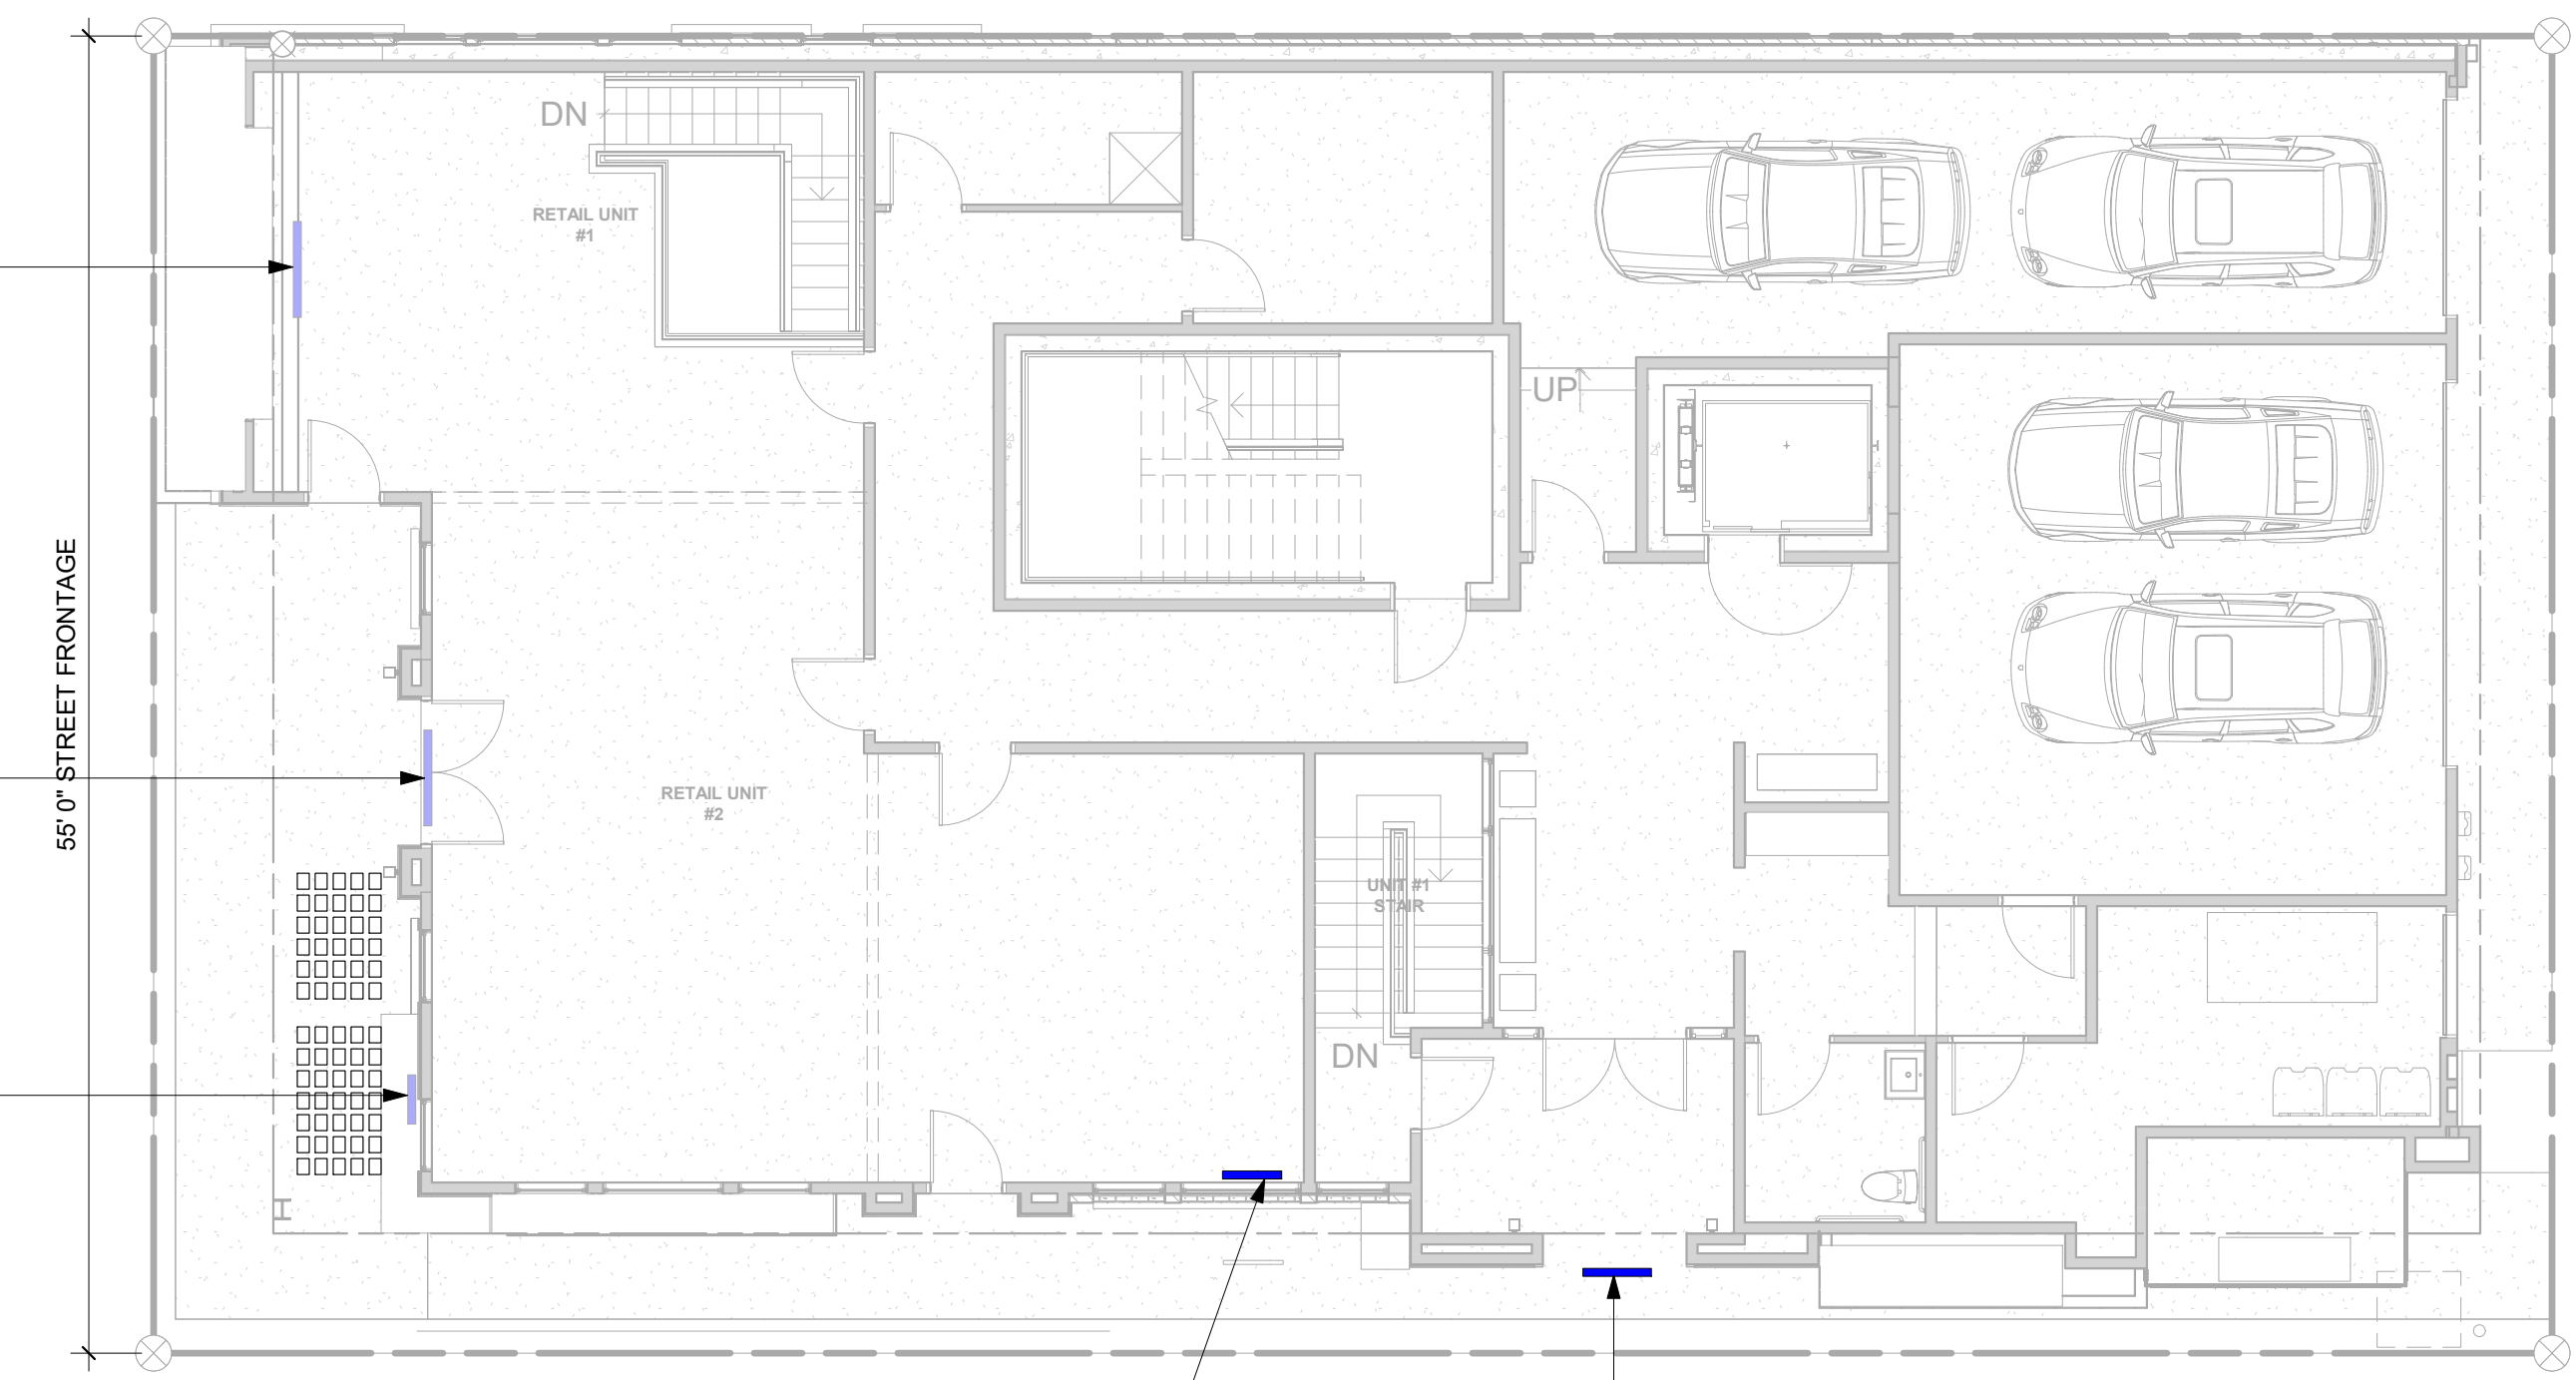 DN
RETAIL UNIT
#1
UP
55' 0" STREET FRONTAGE
RETAIL UNIT
#2
UNIT #1
STAIR
DN